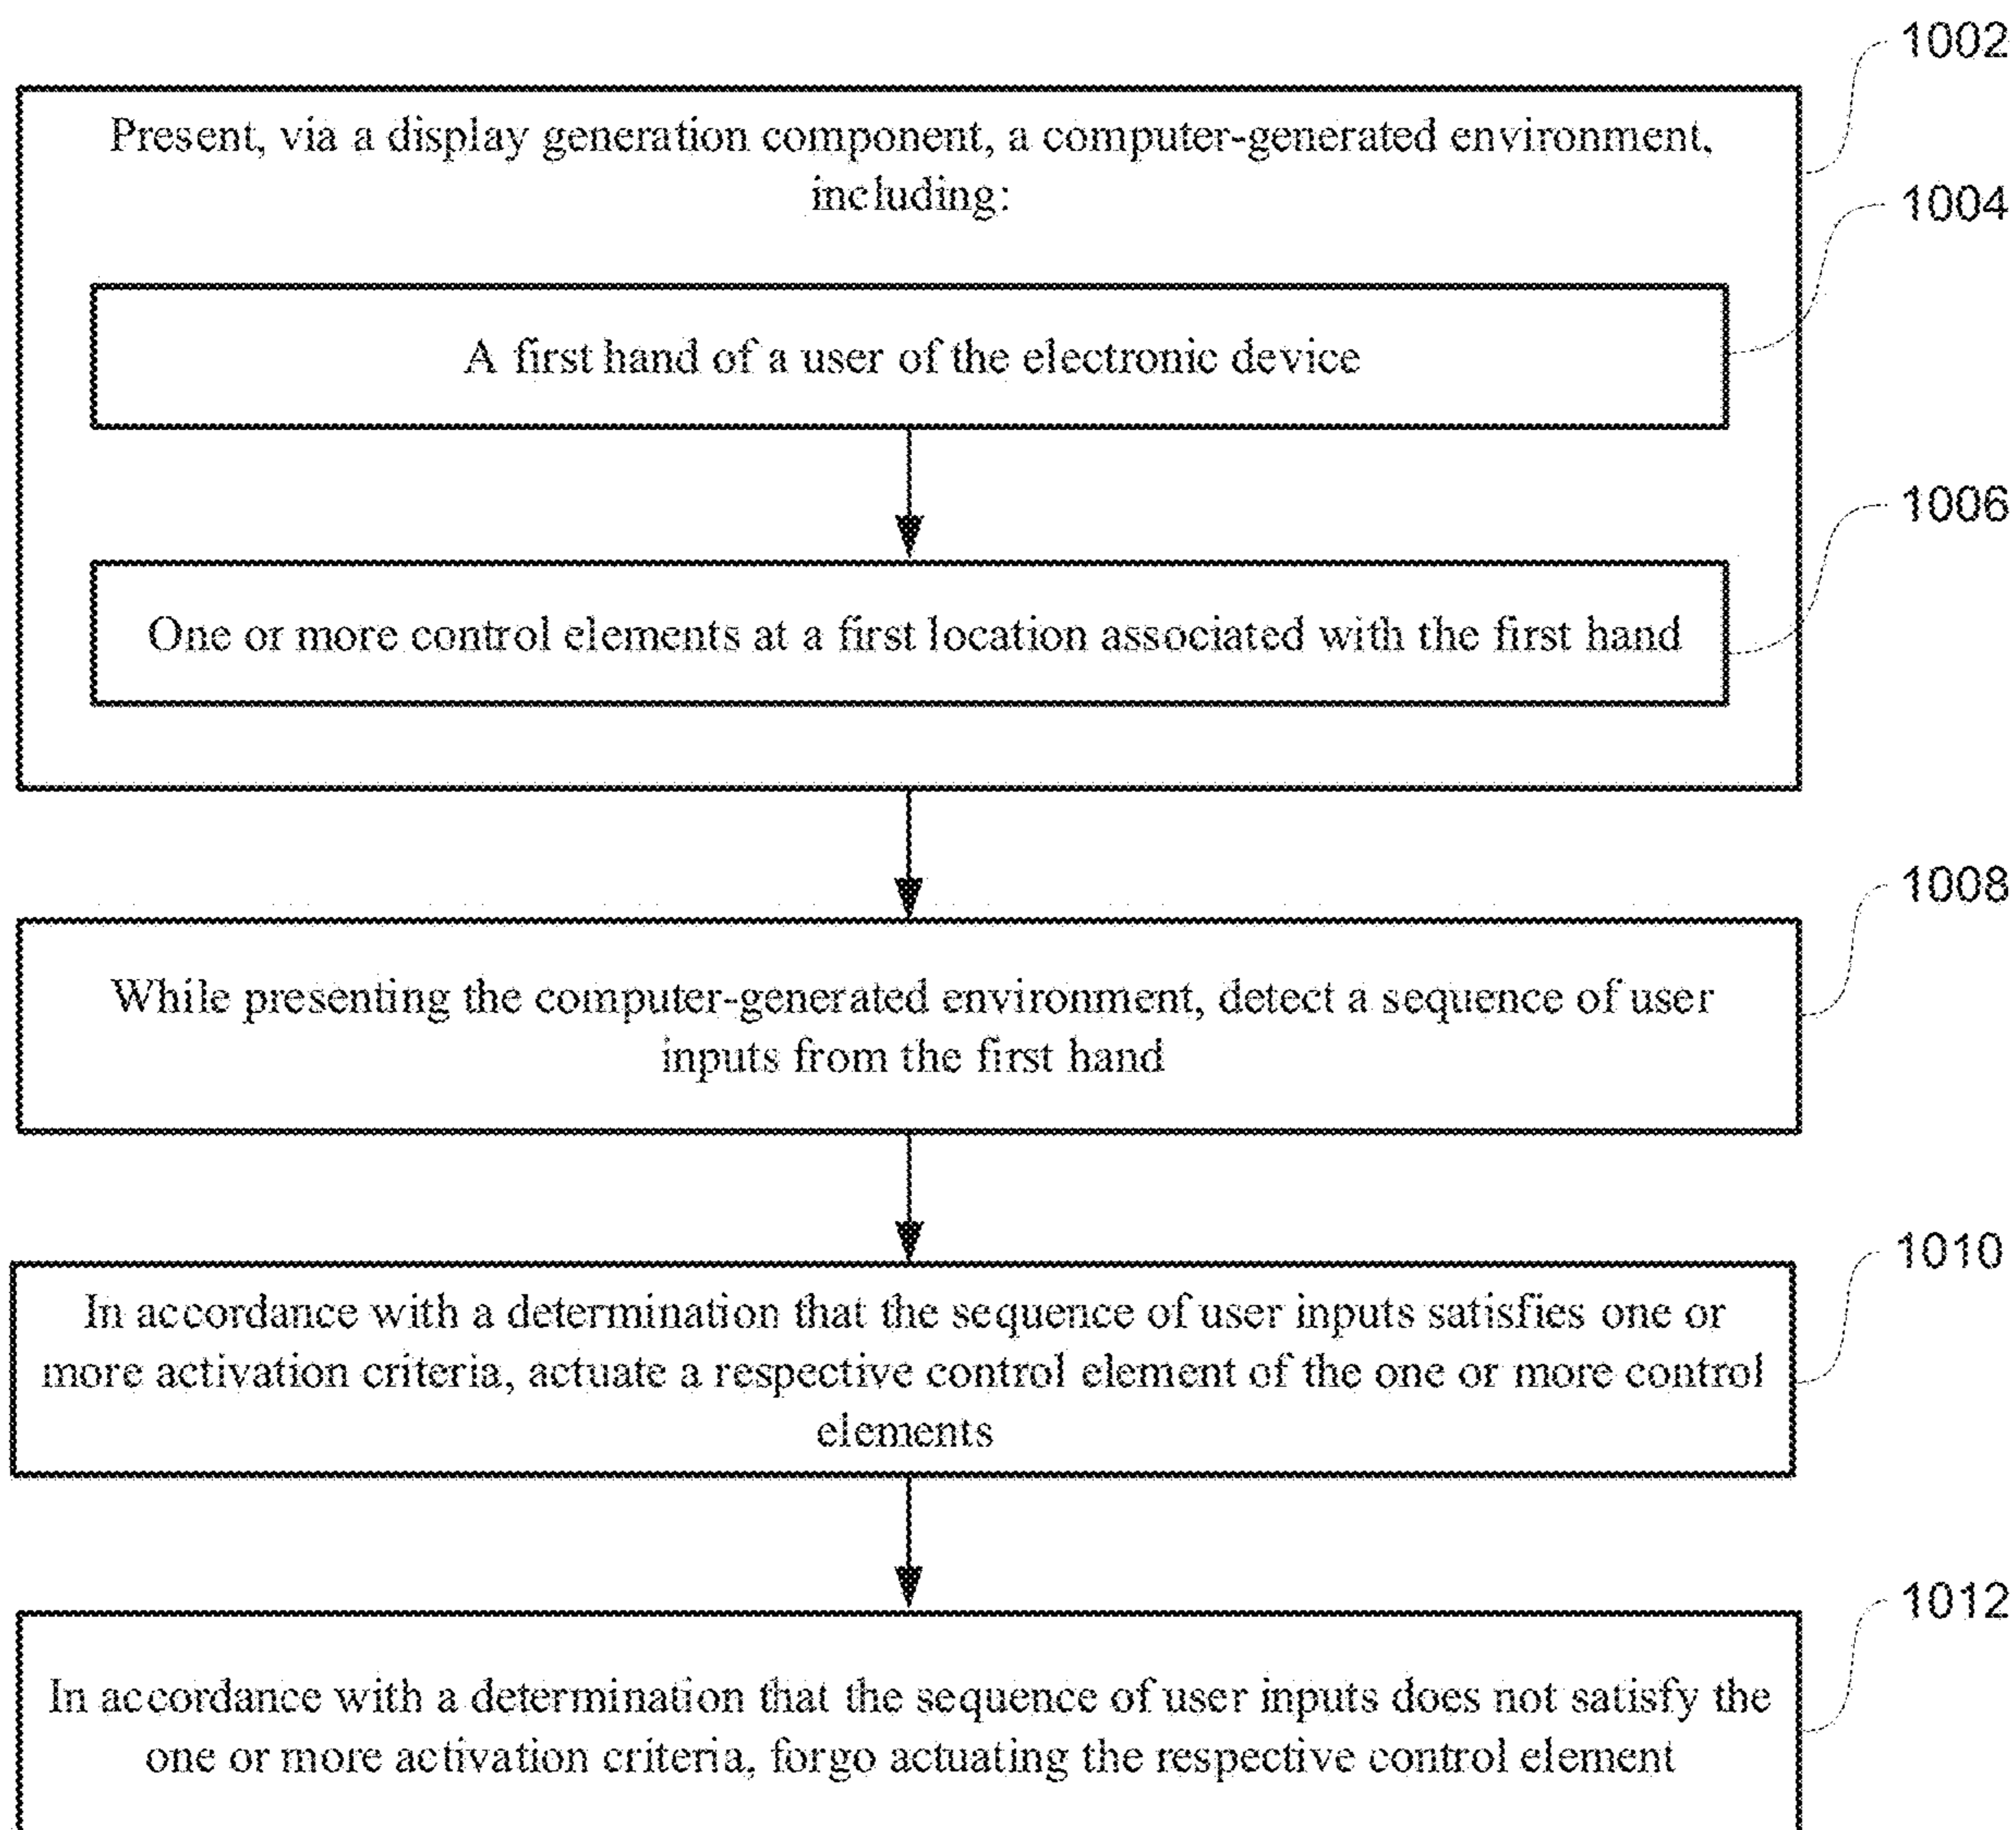 1002
Present, via a display generation component, a computer-generated environment,
including:
1004
A first hand of a user of the electronic device
1006
One or more control elements at a first location associated with the first hand
1008
While presenting the computer-generated environment, detect a sequence of user
inputs from the first hand
1010
In accordance with a determination that the sequence of user inputs satisfies one or
more activation criteria, actuate a respective control element of the one or more control
elements
1012
In accordance with a determination that the sequence of user inputs does not satisfy the
one or more activation criteria, forgo actuating the respective control element